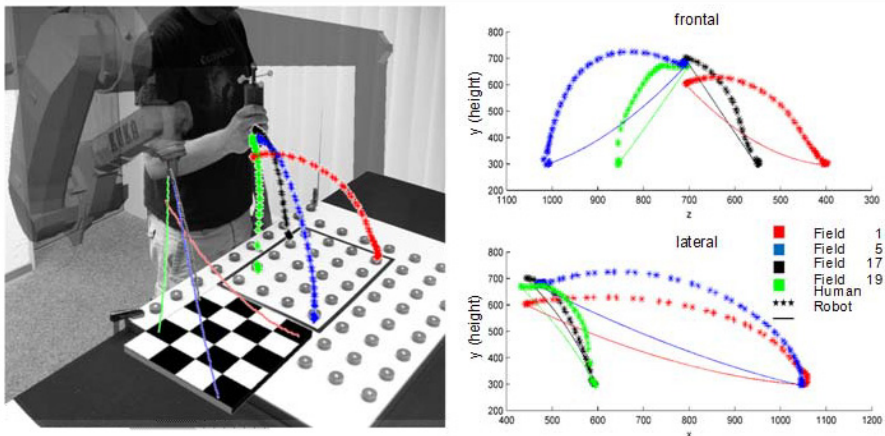 KUKA
frontal
y (height)
800
700
600
500
400
300
200
1100 1000 900 800 700 600 500 400 300
z
lateral
y (height)
800
700
600
500
400
300
200
400 500 600 700 800 900 1000 1100 1200
x
Field 1
Field 5
Field 17
Field 19
Human
Robot